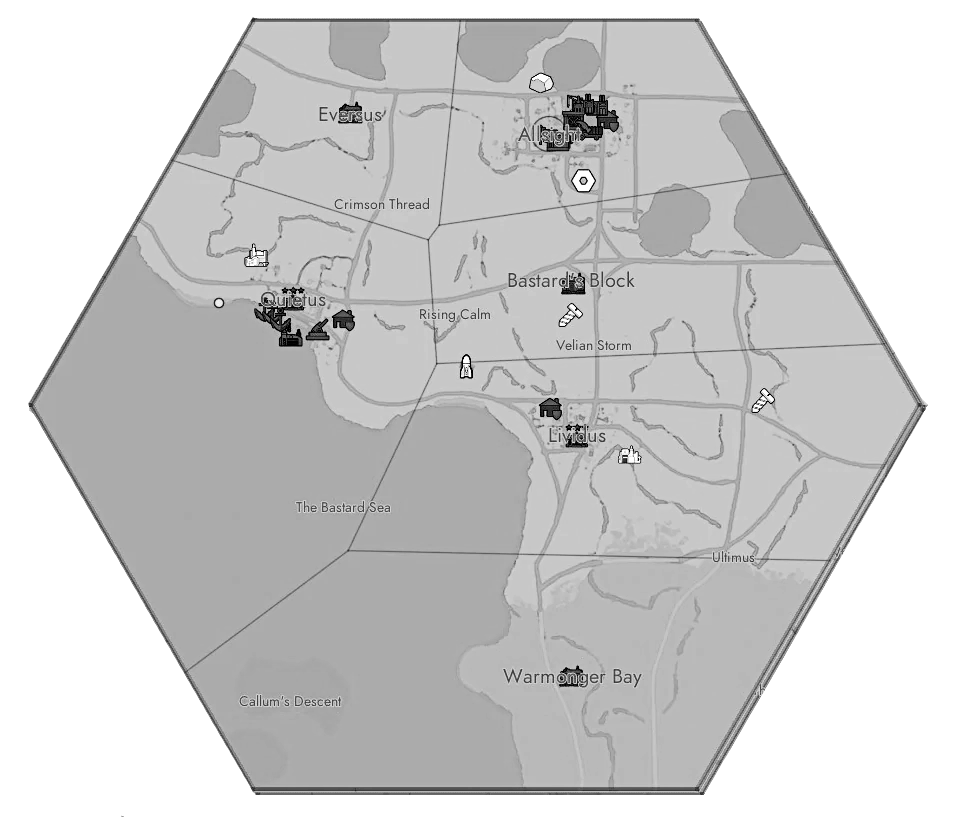 Eversus
Allsight
Crimson Thread
Bastard's Block
Quietus
Rising Calm
Velian Storm
Lividus
The Bastard Sea
Ultimus
Warmonger Bay
Callum's Descent